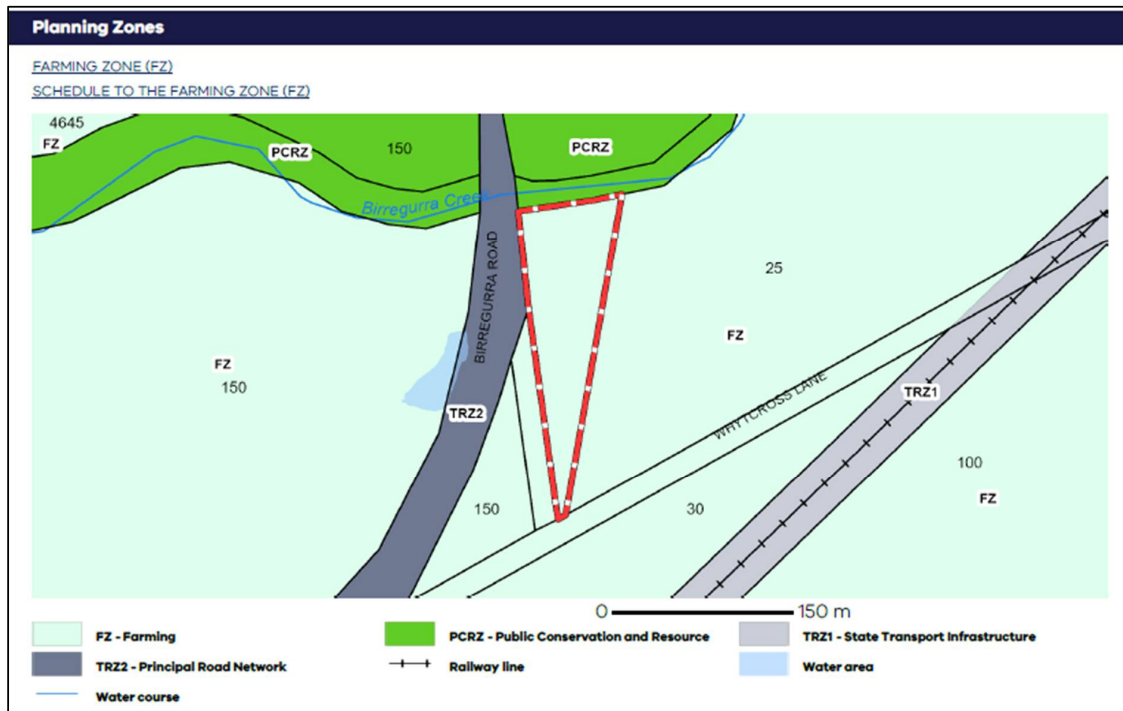 Planning Zones
FARMING ZONE (FZ)
SCHEDULE TO THE FARMING ZONE (FZ)
4645
FZ
PCRZ
150
PCRZ
Birregurra Creek
BIRREGURRA ROAD
25
FZ
FZ
150
WHYTCROSS LANE
TRZ1
TRZ2
100
FZ
150
30
0 150 m
FZ - Farming
PCRZ - Public Conservation and Resource
TRZ1 - State Transport Infrastructure
TRZ2 - Principal Road Network
Railway line
Water area
Water course